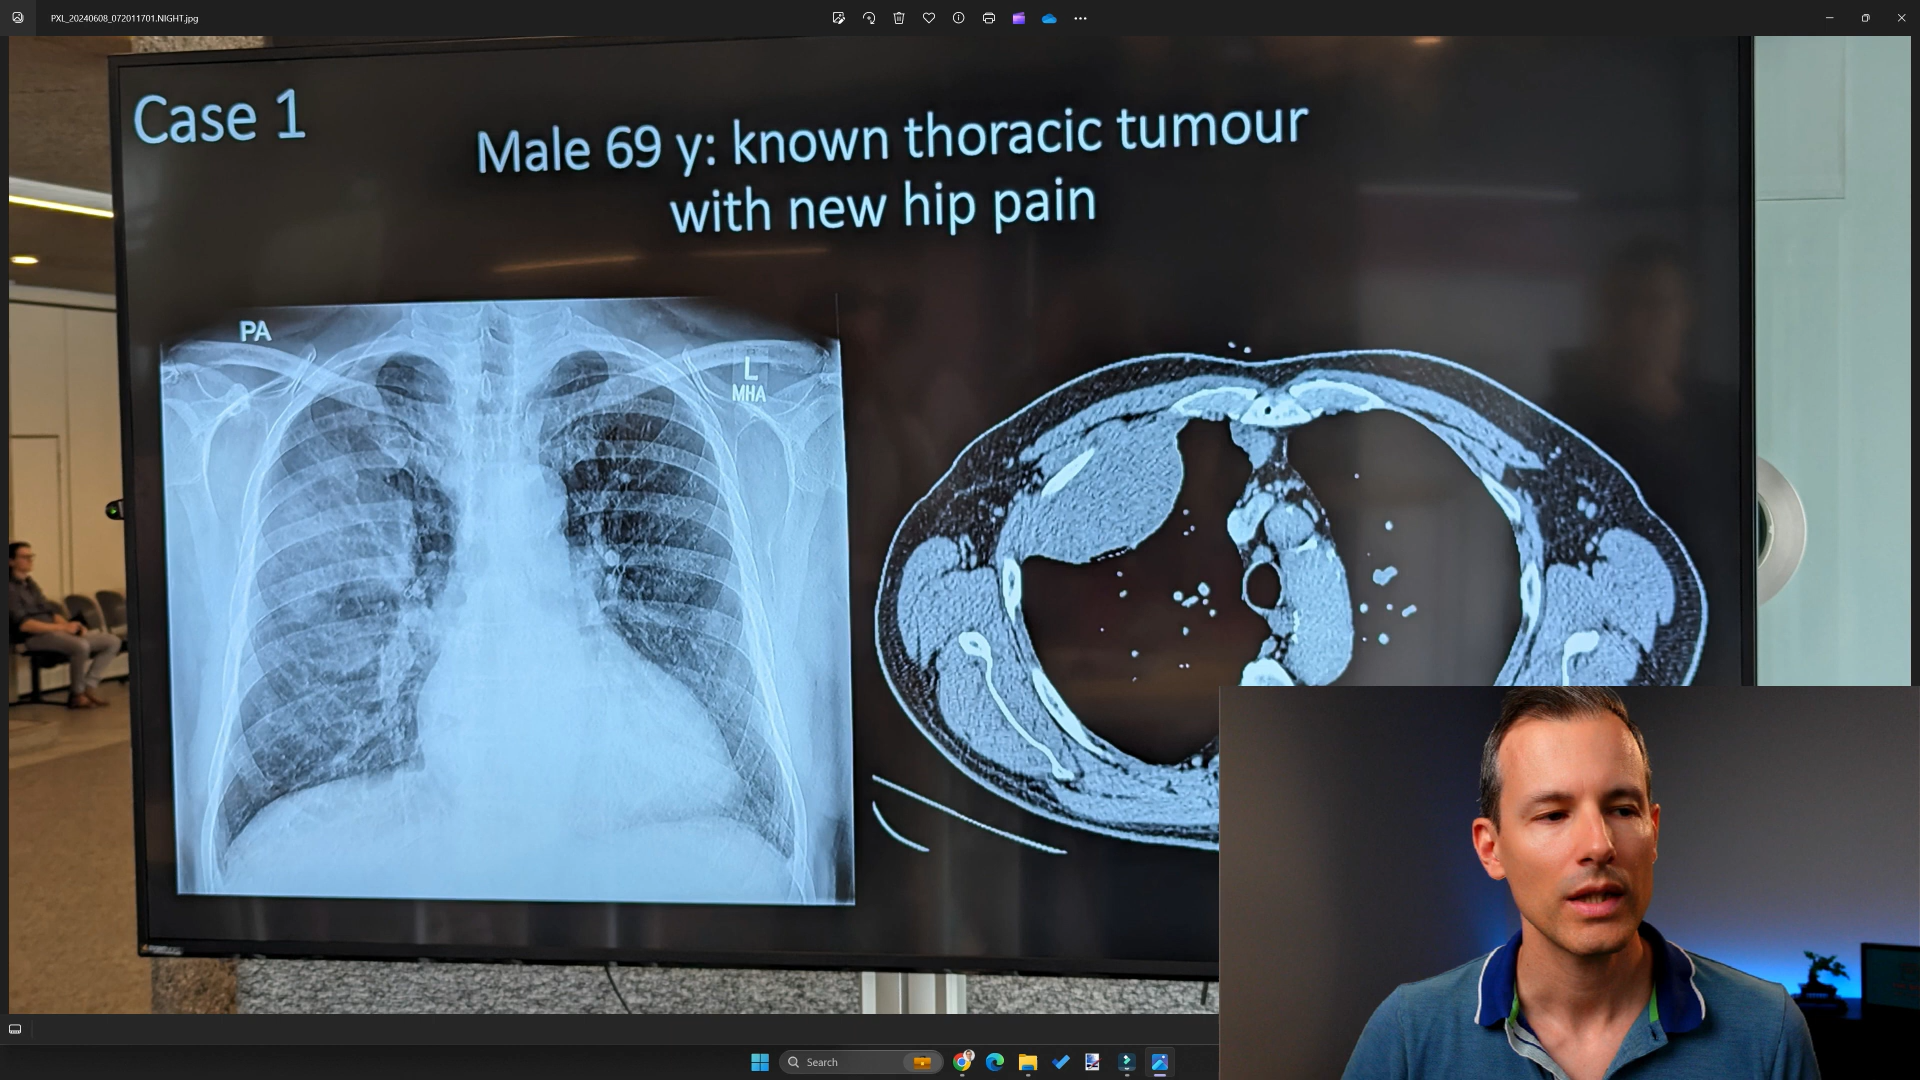 PXL_20240608_072011701.NIGHT.jpg
Case 1
Male 69 y: known thoracic tumour
with new hip pain
PA
L
MHA
Search